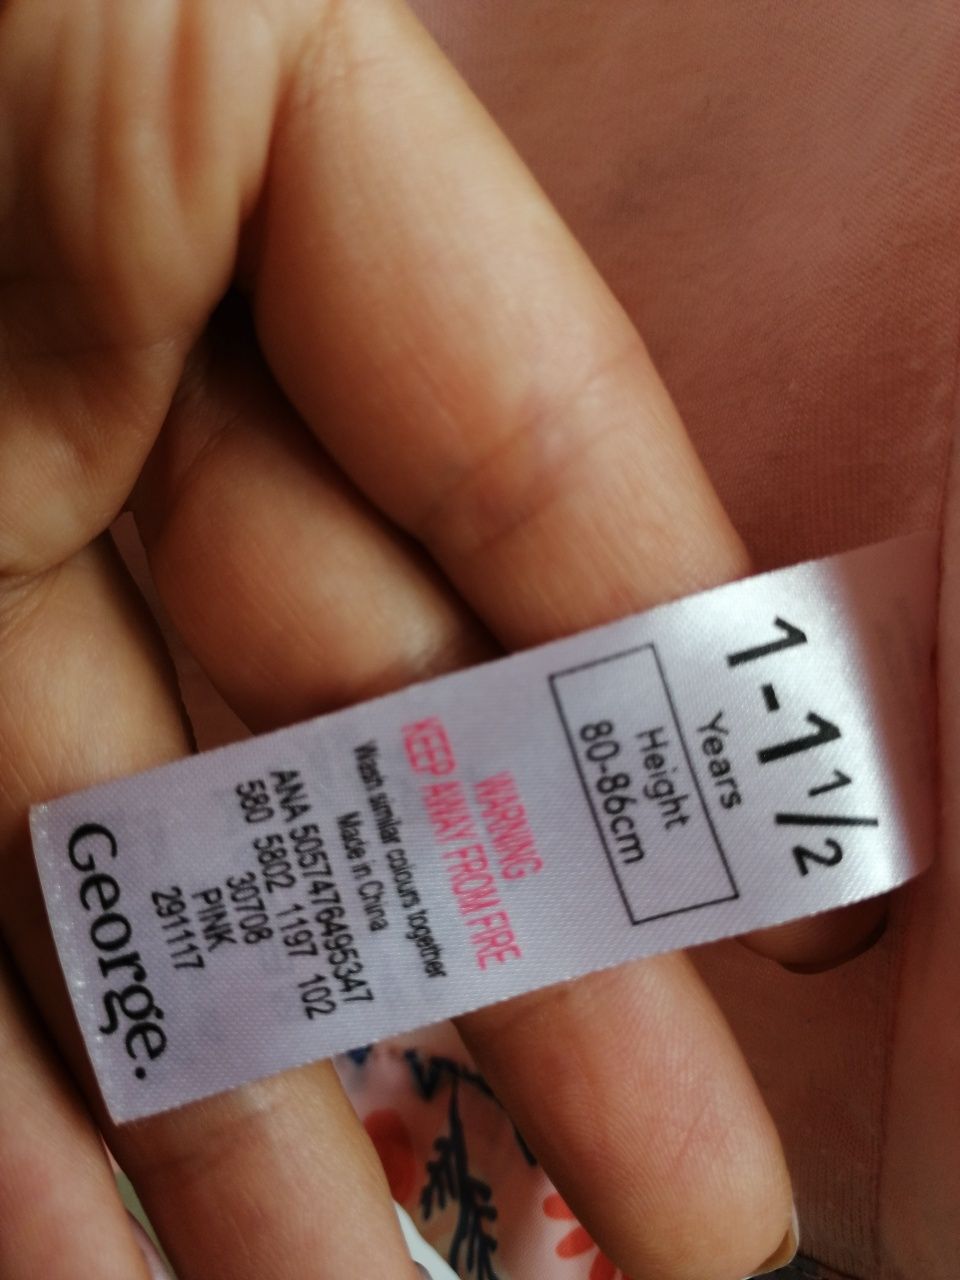 1-1 1/2
Years
Height
80-86cm
WARNING
KEEP AWAY FROM FIRE
Wash similar colours together
Made in China
ANA 5057476495347
580 5802 1197 102
30708
PINK
291117
George.